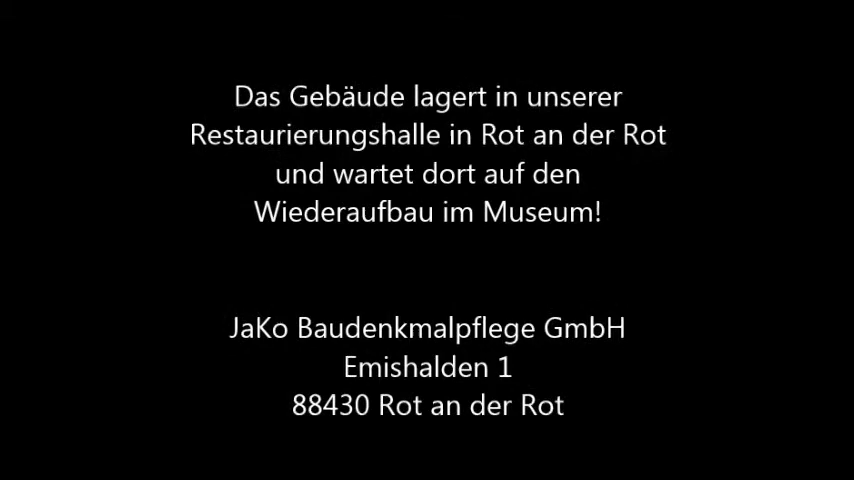 Das Gebäude lagert in unserer
Restaurierungshalle in Rot an der Rot
und wartet dort auf den
Wiederaufbau im Museum!
JaKo Baudenkmalpflege GmbH
Emishalden 1
88430 Rot an der Rot